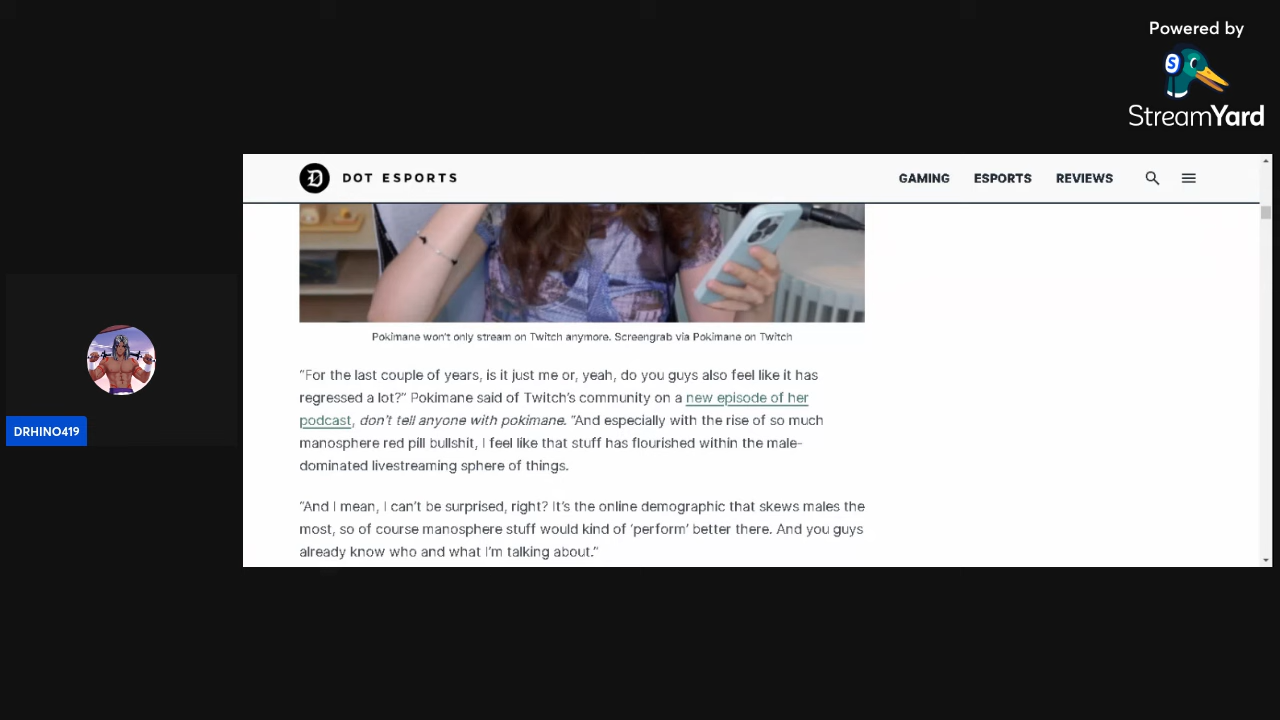 Powered by
S
StreamYard
DOT ESPORTS
GAMING
ESPORTS
REVIEWS
Pokimane won't only stream on Twitch anymore. Screengrab via Pokimane on Twitch
“For the last couple of years, is it just me or, yeah, do you guys also feel like it has
regressed a lot?” Pokimane said of Twitch’s community on a new episode of her
podcast, don’t tell anyone with pokimane. “And especially with the rise of so much
manosphere red pill bullshit, I feel like that stuff has flourished within the male-
dominated livestreaming sphere of things.
“And I mean, I can’t be surprised, right? It’s the online demographic that skews males the
most, so of course manosphere stuff would kind of ‘perform’ better there. And you guys
already know who and what I’m talking about.”
DRHINO419